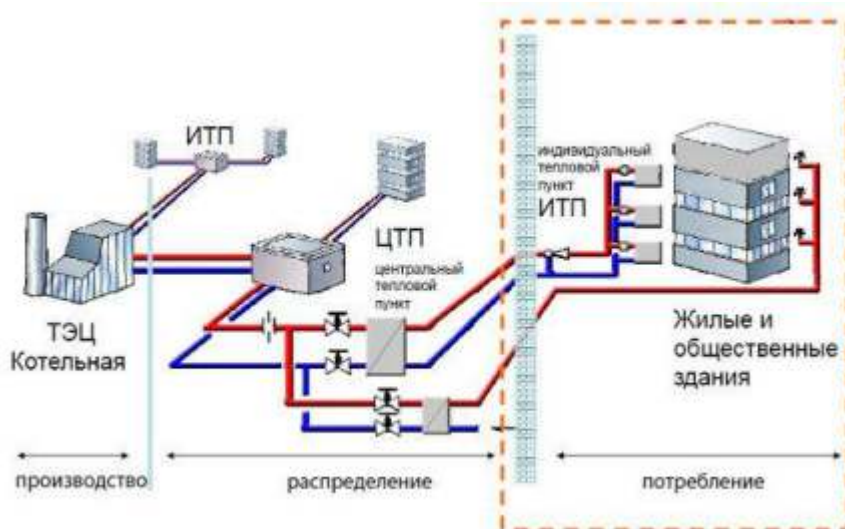 ИТП
ТЭЦ
Котельная
ЦТП
центральный
тепловой
пункт
индивидуальный
тепловой
пункт
ИТП
Жилые и
общественные
здания
производство
распределение
потребление